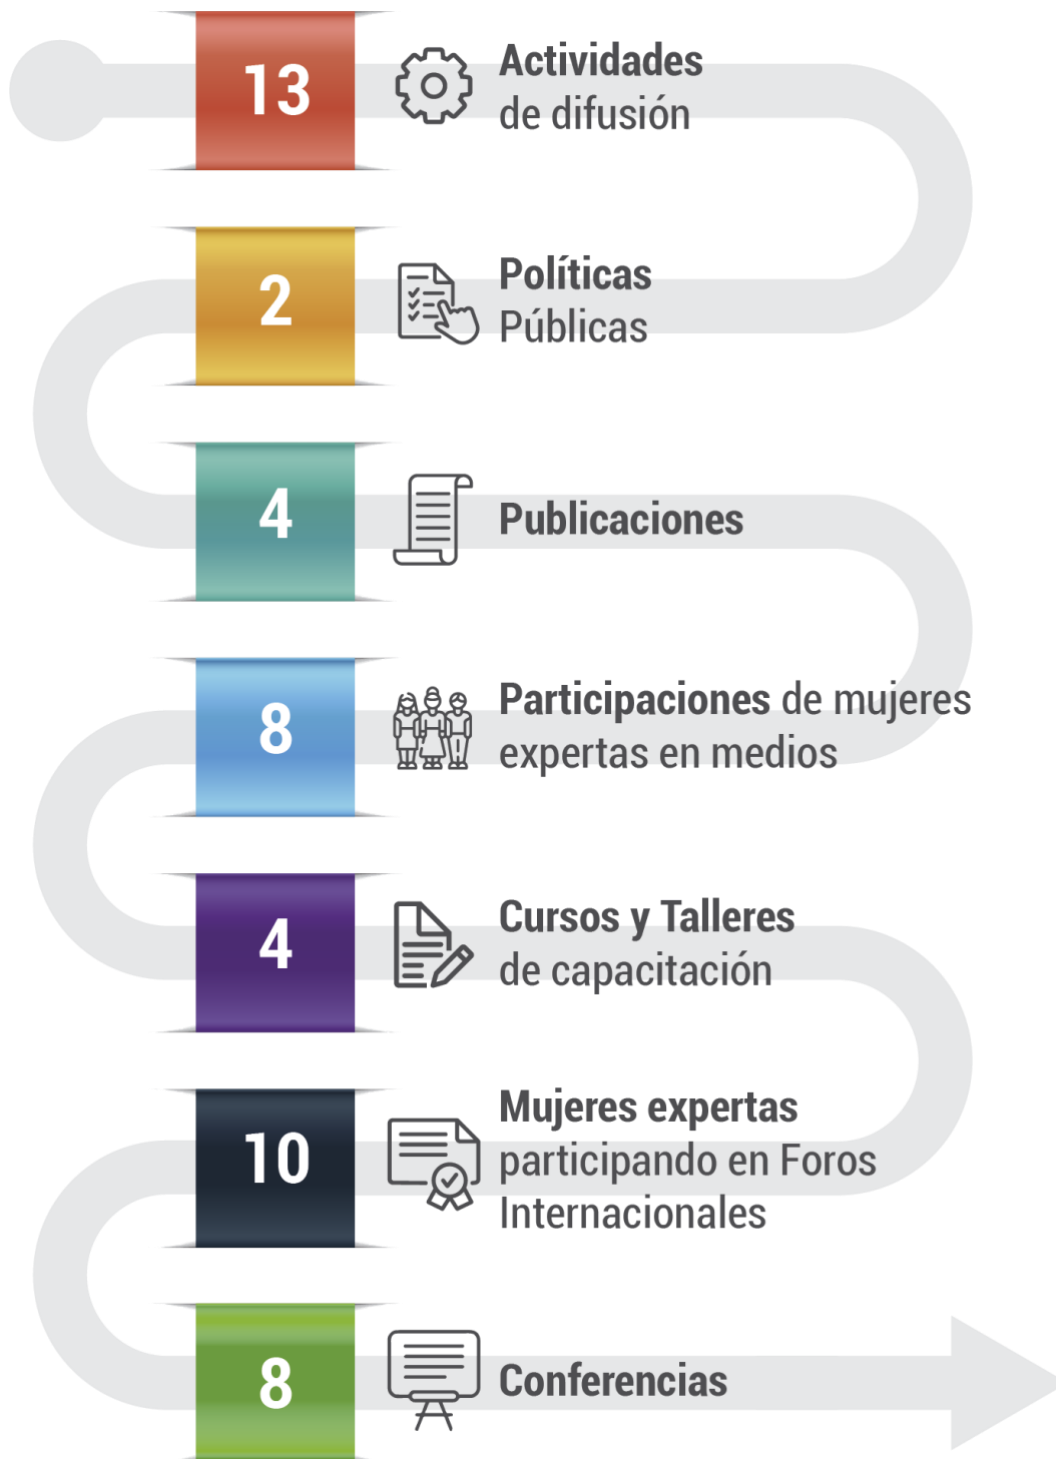 13
Actividades
de difusión
2
Políticas
Públicas
4
Publicaciones
8
Participaciones de mujeres
expertas en medios
4
Cursos y Talleres
de capacitación
10
Mujeres expertas
participando en Foros
Internacionales
8
Conferencias